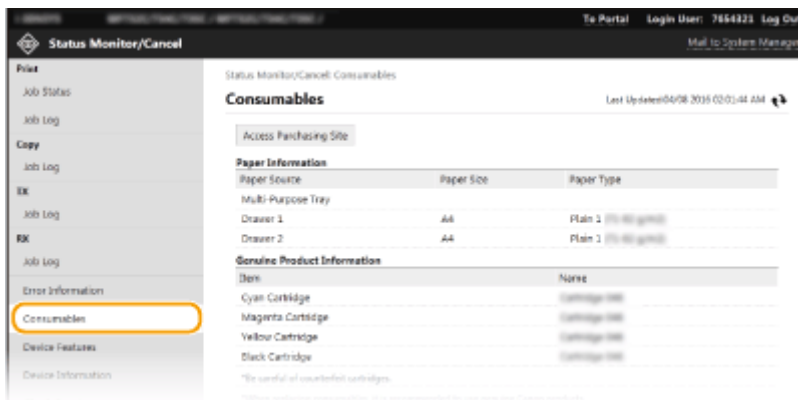 To Portal Login User: 7654321 Log Out
Status Monitor/Cancel
Mail to System Manager
Print
Job Status
Job Log
Copy
Job Log
TX
Job Log
RX
Job Log
Error Information
Consumables
Device Features
Device Information
Status Monitor/Cancel: Consumables
Consumables
Last Updated:04/08 2016 02:01:44 AM
Access Purchasing Site
Paper Information
Paper Source Paper Size Paper Type
Multi-Purpose Tray
Drawer 1 A4 Plain 1
Drawer 2 A4 Plain 1
Genuine Product Information
Item Name
Cyan Cartridge
Magenta Cartridge
Yellow Cartridge
Black Cartridge
*Be careful of counterfeit cartridges.